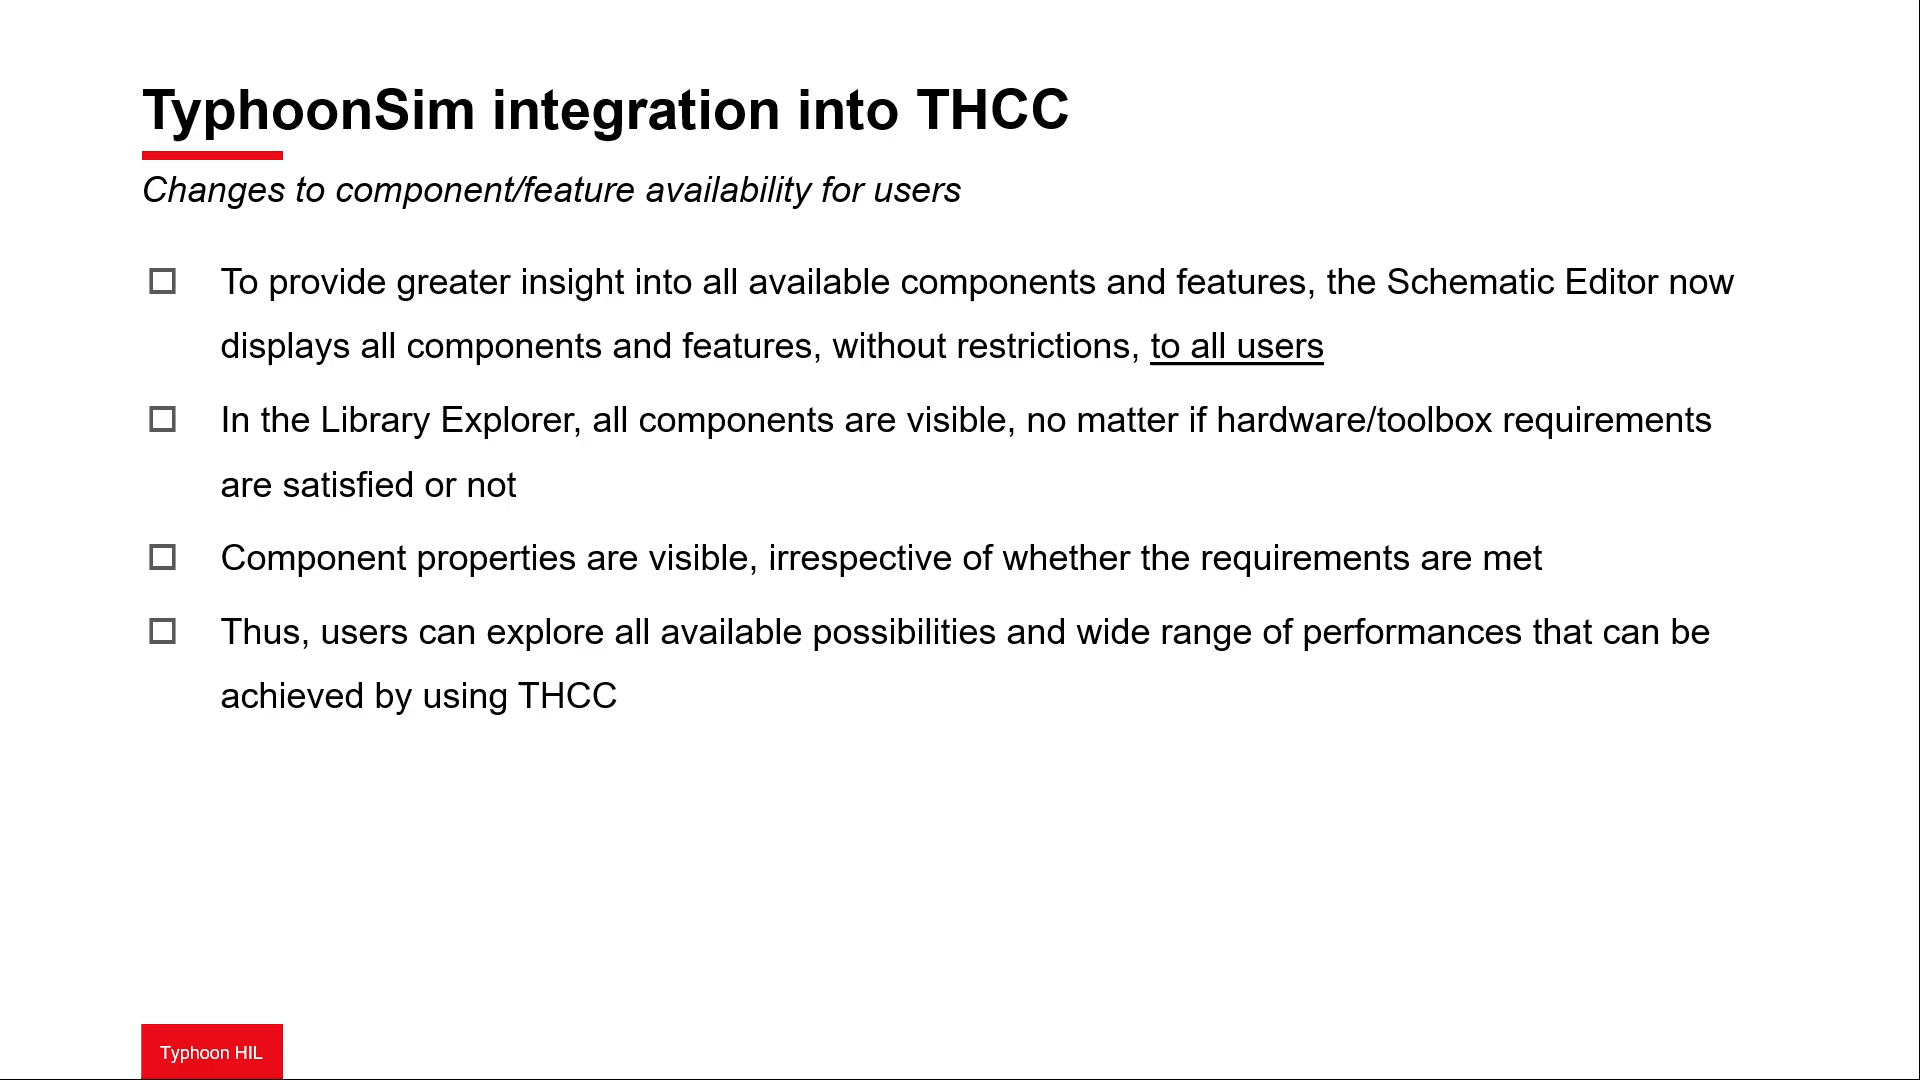 TyphoonSim integration into THCC
Changes to component/feature availability for users
To provide greater insight into all available components and features, the Schematic Editor now
displays all components and features, without restrictions, to all users
In the Library Explorer, all components are visible, no matter if hardware/toolbox requirements
are satisfied or not
Component properties are visible, irrespective of whether the requirements are met
Thus, users can explore all available possibilities and wide range of performances that can be
achieved by using THCC
Typhoon HIL